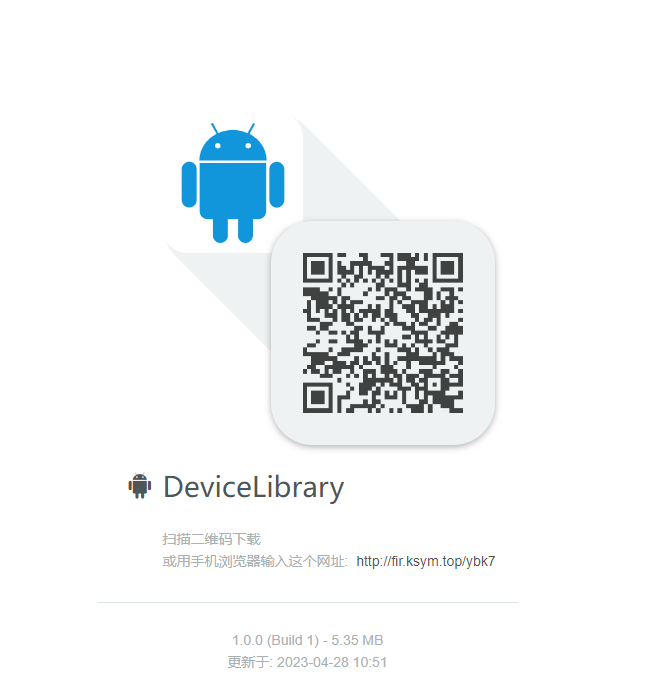 DeviceLibrary
扫描二维码下载
或用手机浏览器输入这个网址: http://fir.ksym.top/ybk7
1.0.0 (Build 1) - 5.35 MB
更新于: 2023-04-28 10:51